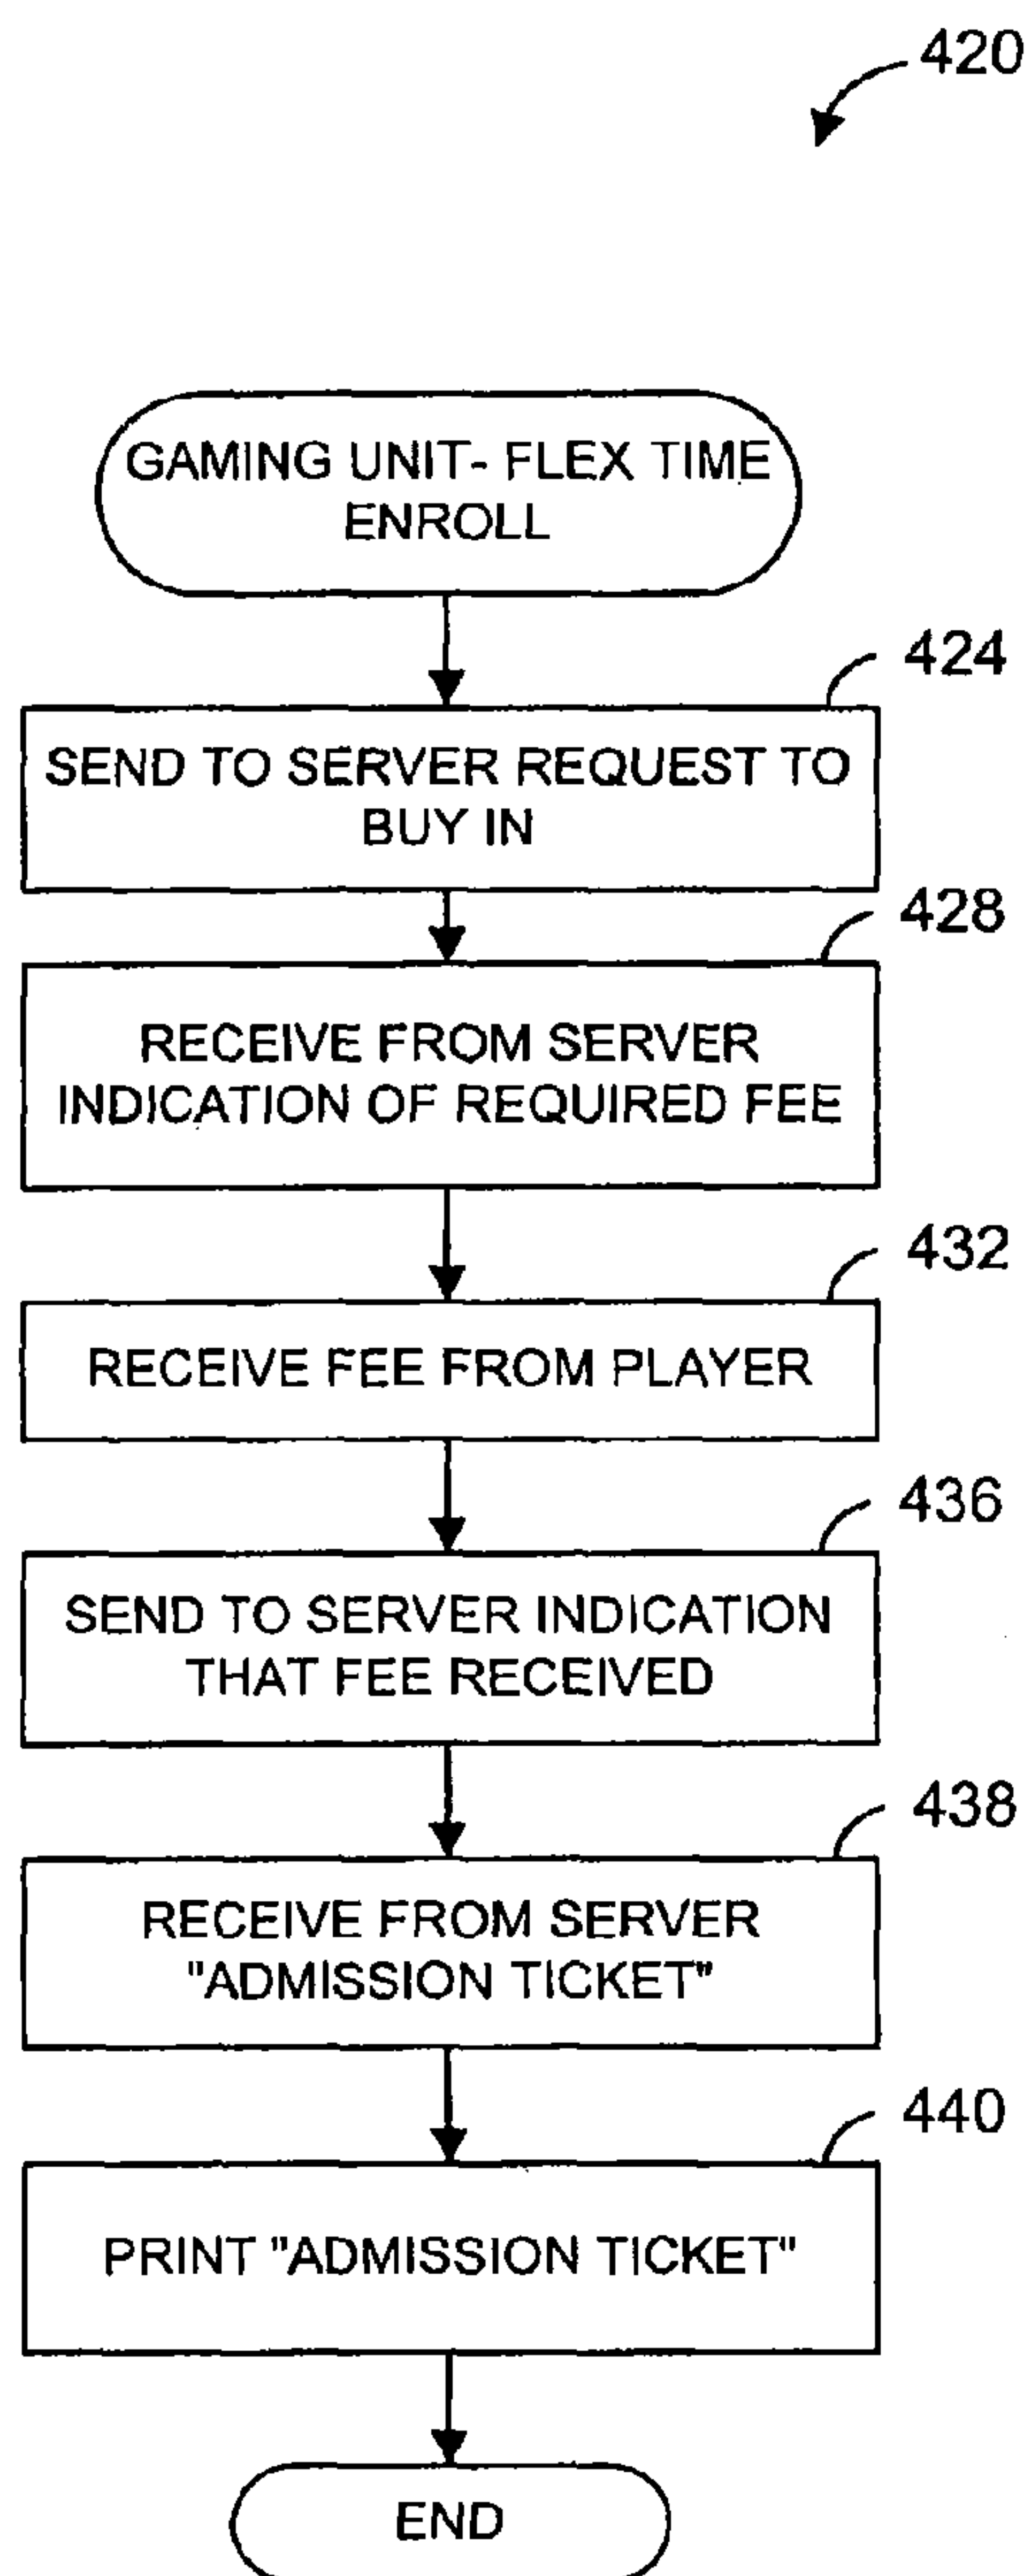 420
GAMING UNIT- FLEX TIME
ENROLL
424
SEND TO SERVER REQUEST TO
BUY IN
428
RECEIVE FROM SERVER
INDICATION OF REQUIRED FEE
432
RECEIVE FEE FROM PLAYER
436
SEND TO SERVER INDICATION
THAT FEE RECEIVED
438
RECEIVE FROM SERVER
"ADMISSION TICKET"
440
PRINT "ADMISSION TICKET"
END